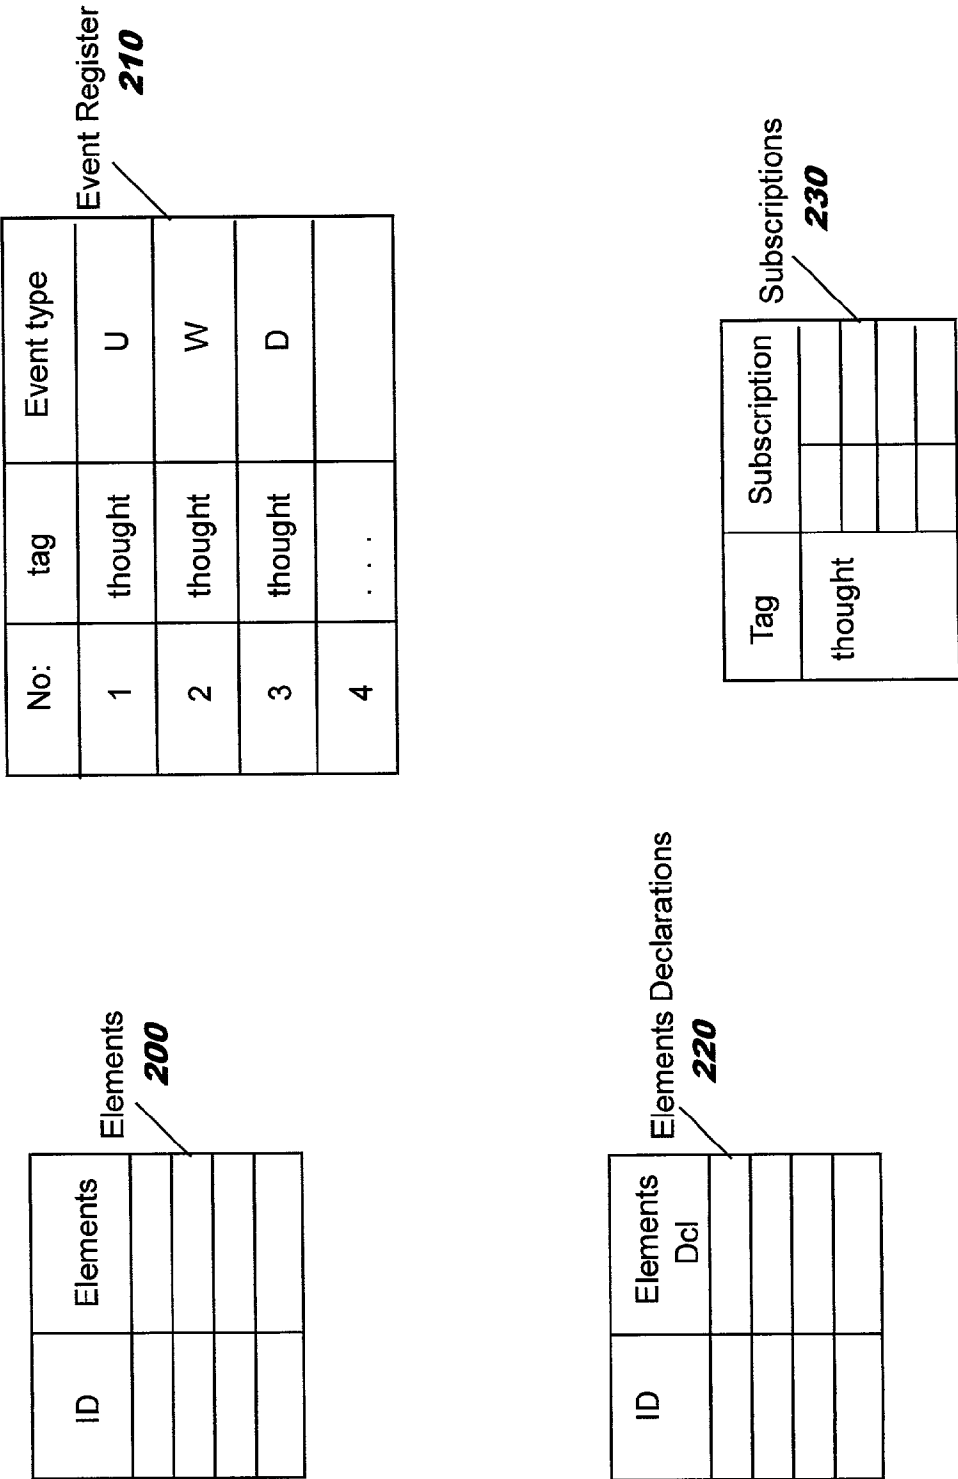 ID Elements
Elements
200
No: tag Event type
1 thought U
2 thought W
3 thought D
4 . . .
Event Register
210
ID Elements
Dcl
Elements Declarations
220
Tag Subscription
thought
Subscriptions
230